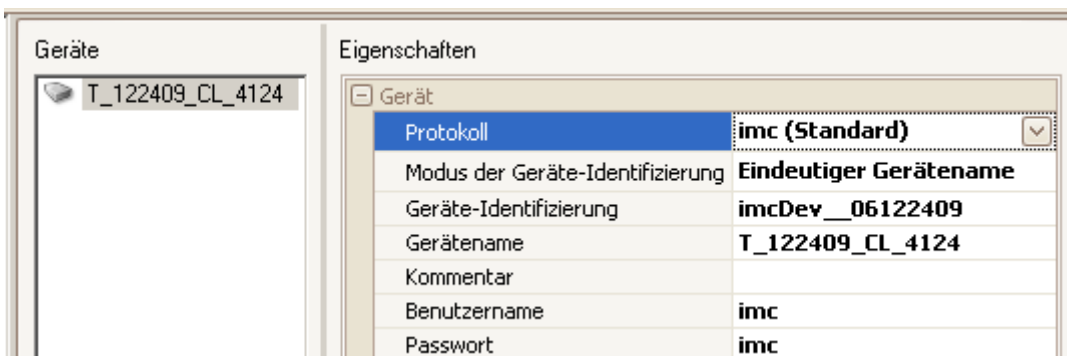 Geräte
T_122409_CL_4124
Eigenschaften
Gerät
Protokoll imc (Standard)
Modus der Geräte-Identifizierung Eindeutiger Gerätename
Geräte-Identifizierung imcDev__06122409
Gerätename T_122409_CL_4124
Kommentar
Benutzername imc
Passwort imc